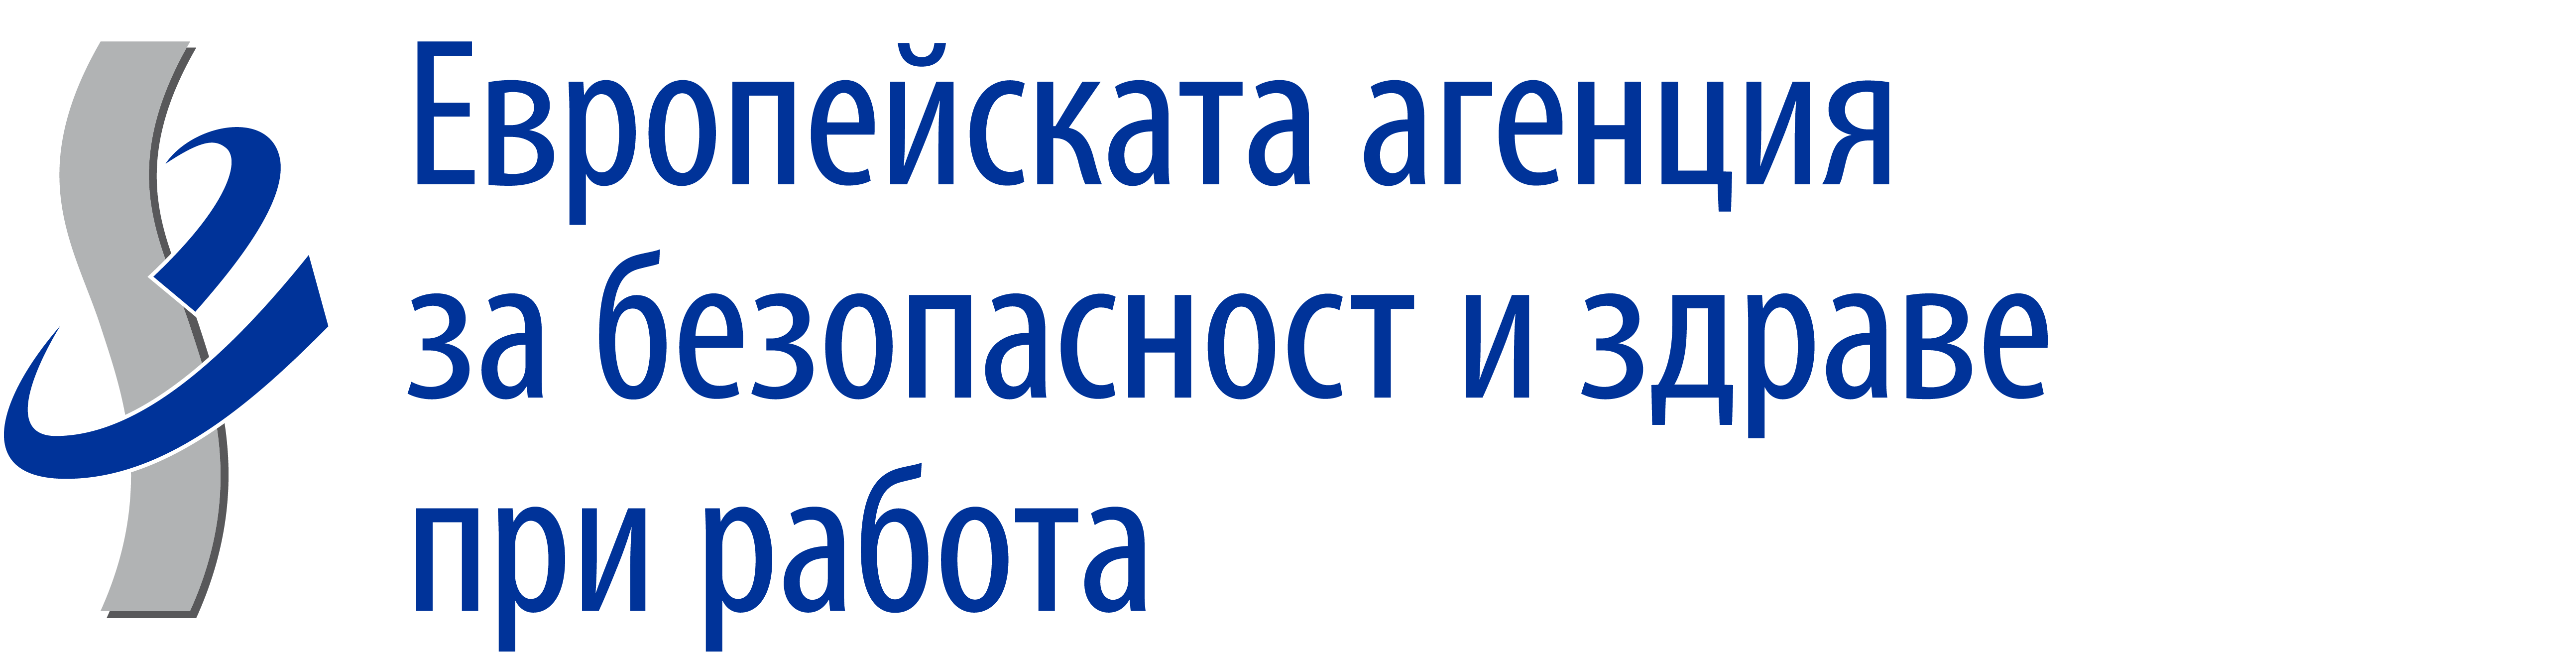 Европейската агенция
за безопасност и здраве
при работа